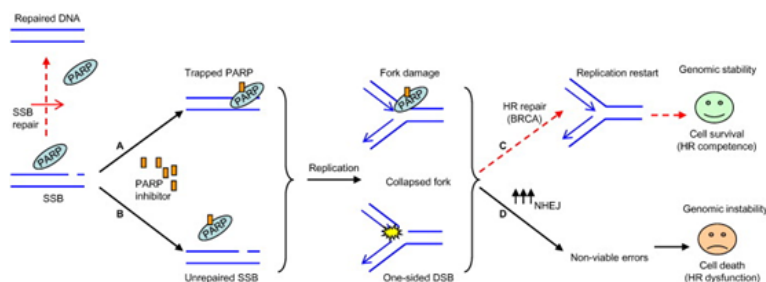 Repaired DNA
PARP
SSB
repair
PARP
SSB
A
B
PARP
inhibitor
Trapped PARP
PARP
PARP
Unrepaired SSB
Replication
Fork damage
PARP
Collapsed fork
One-sided DSB
HR repair
(BRCA)
C
D
NHEJ
Replication restart
Non-viable errors
Genomic stability
Cell survival
(HR competence)
Genomic instability
Cell death
(HR dysfunction)